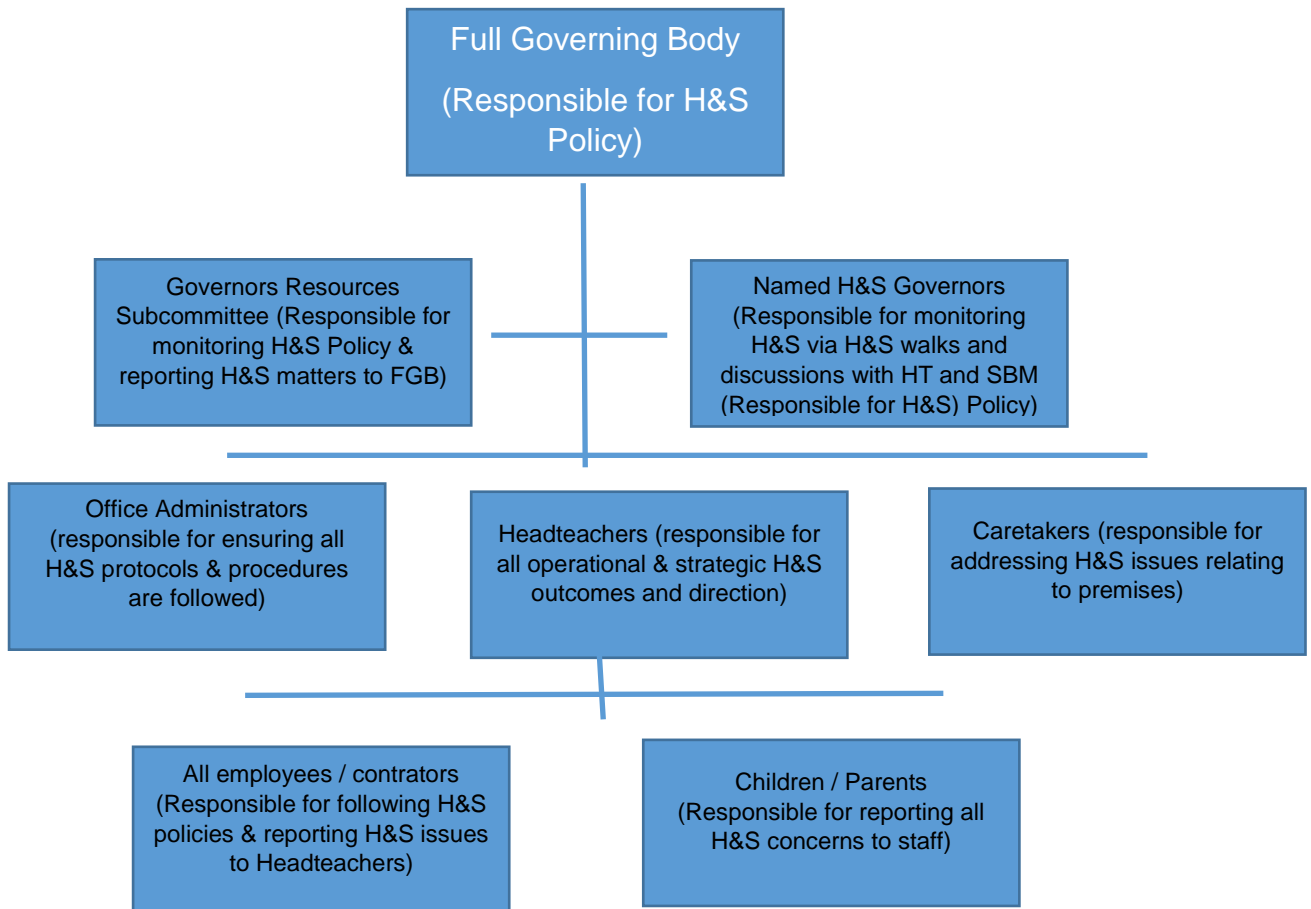 Full Governing Body
(Responsible for H&S
Policy)
Governors Resources
Subcommittee (Responsible for
monitoring H&S Policy &
reporting H&S matters to FGB)
Named H&S Governors
(Responsible for monitoring
H&S via H&S walks and
discussions with HT and SBM
(Responsible for H&S) Policy)
Office Administrators
(responsible for ensuring all
H&S protocols & procedures
are followed)
Headteachers (responsible for
all operational & strategic H&S
outcomes and direction)
Caretakers (responsible for
addressing H&S issues relating
to premises)
All employees / contrators
(Responsible for following H&S
policies & reporting H&S issues
to Headteachers)
Children / Parents
(Responsible for reporting all
H&S concerns to staff)